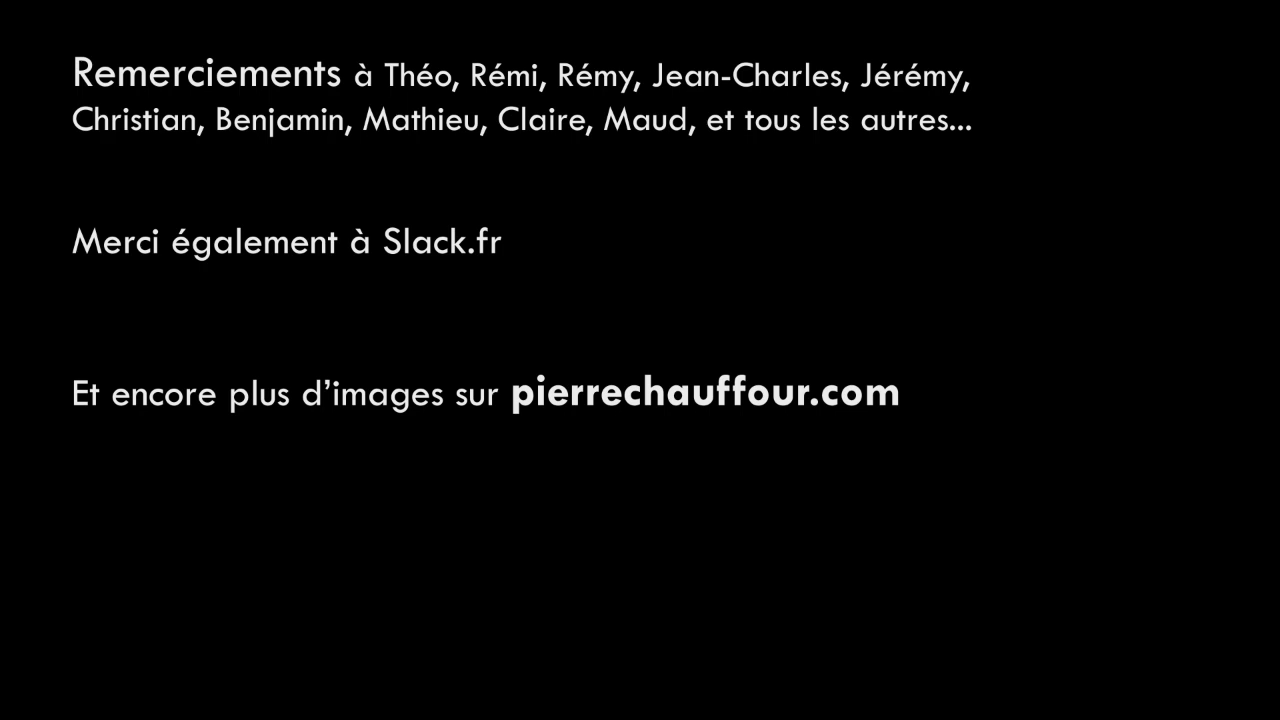 Remerciements à Théo, Rémi, Rémy, Jean-Charles, Jérémy,
Christian, Benjamin, Mathieu, Claire, Maud, et tous les autres...
Merci également à Slack.fr
Et encore plus d’images sur pierrechauffour.com